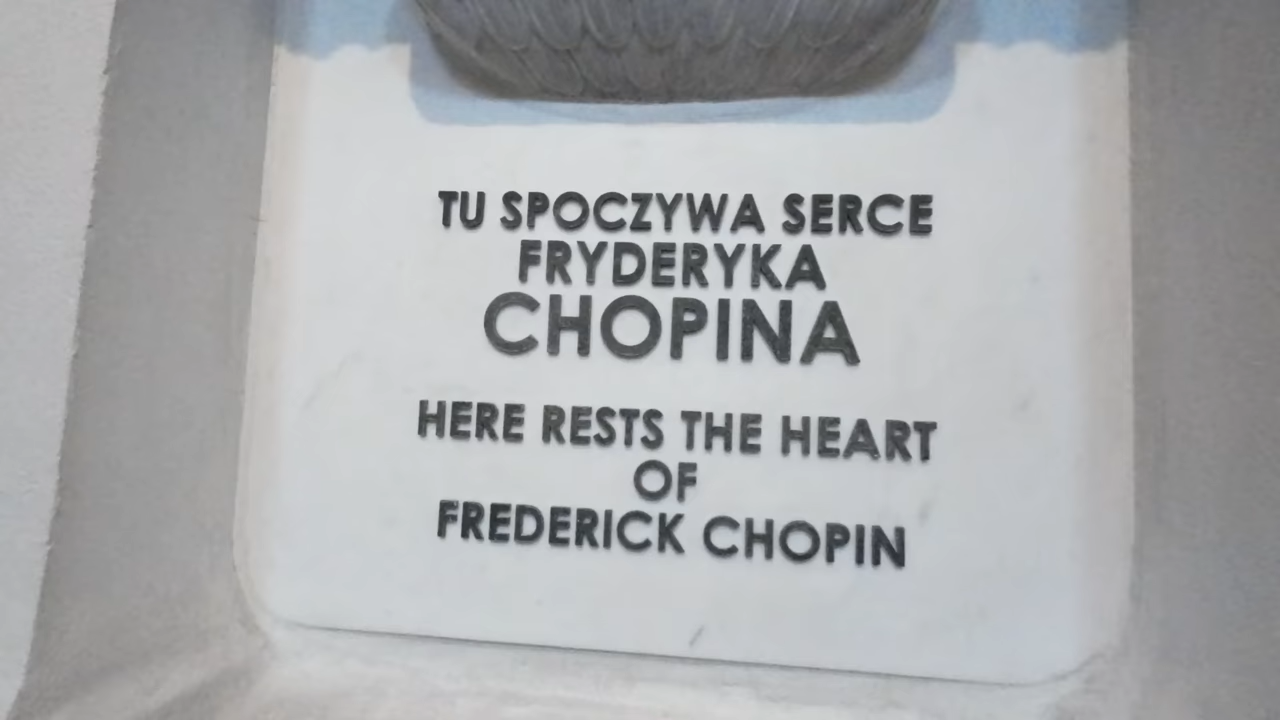 TU SPOCZYWA SERCE
FRYDERYKA
CHOPINA
HERE RESTS THE HEART
OF
FREDERICK CHOPIN